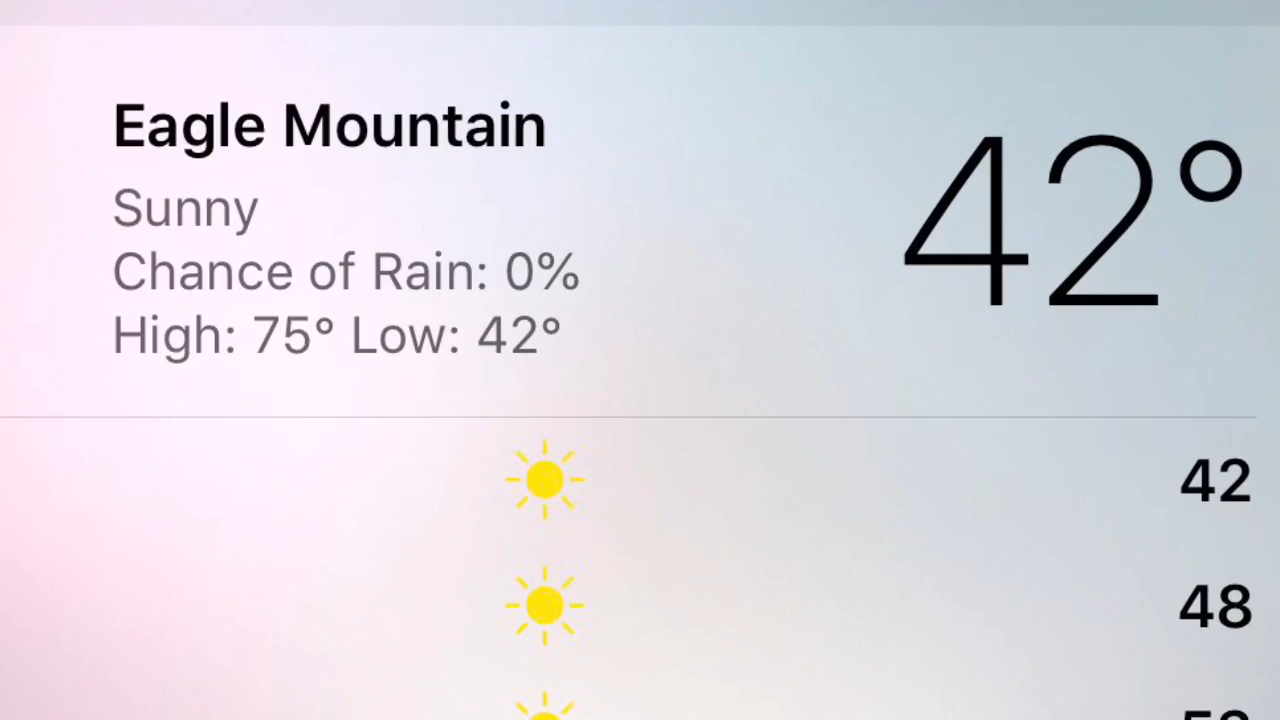 Eagle Mountain
42°
Sunny
Chance of Rain: 0%
High: 75° Low: 42°
42
48